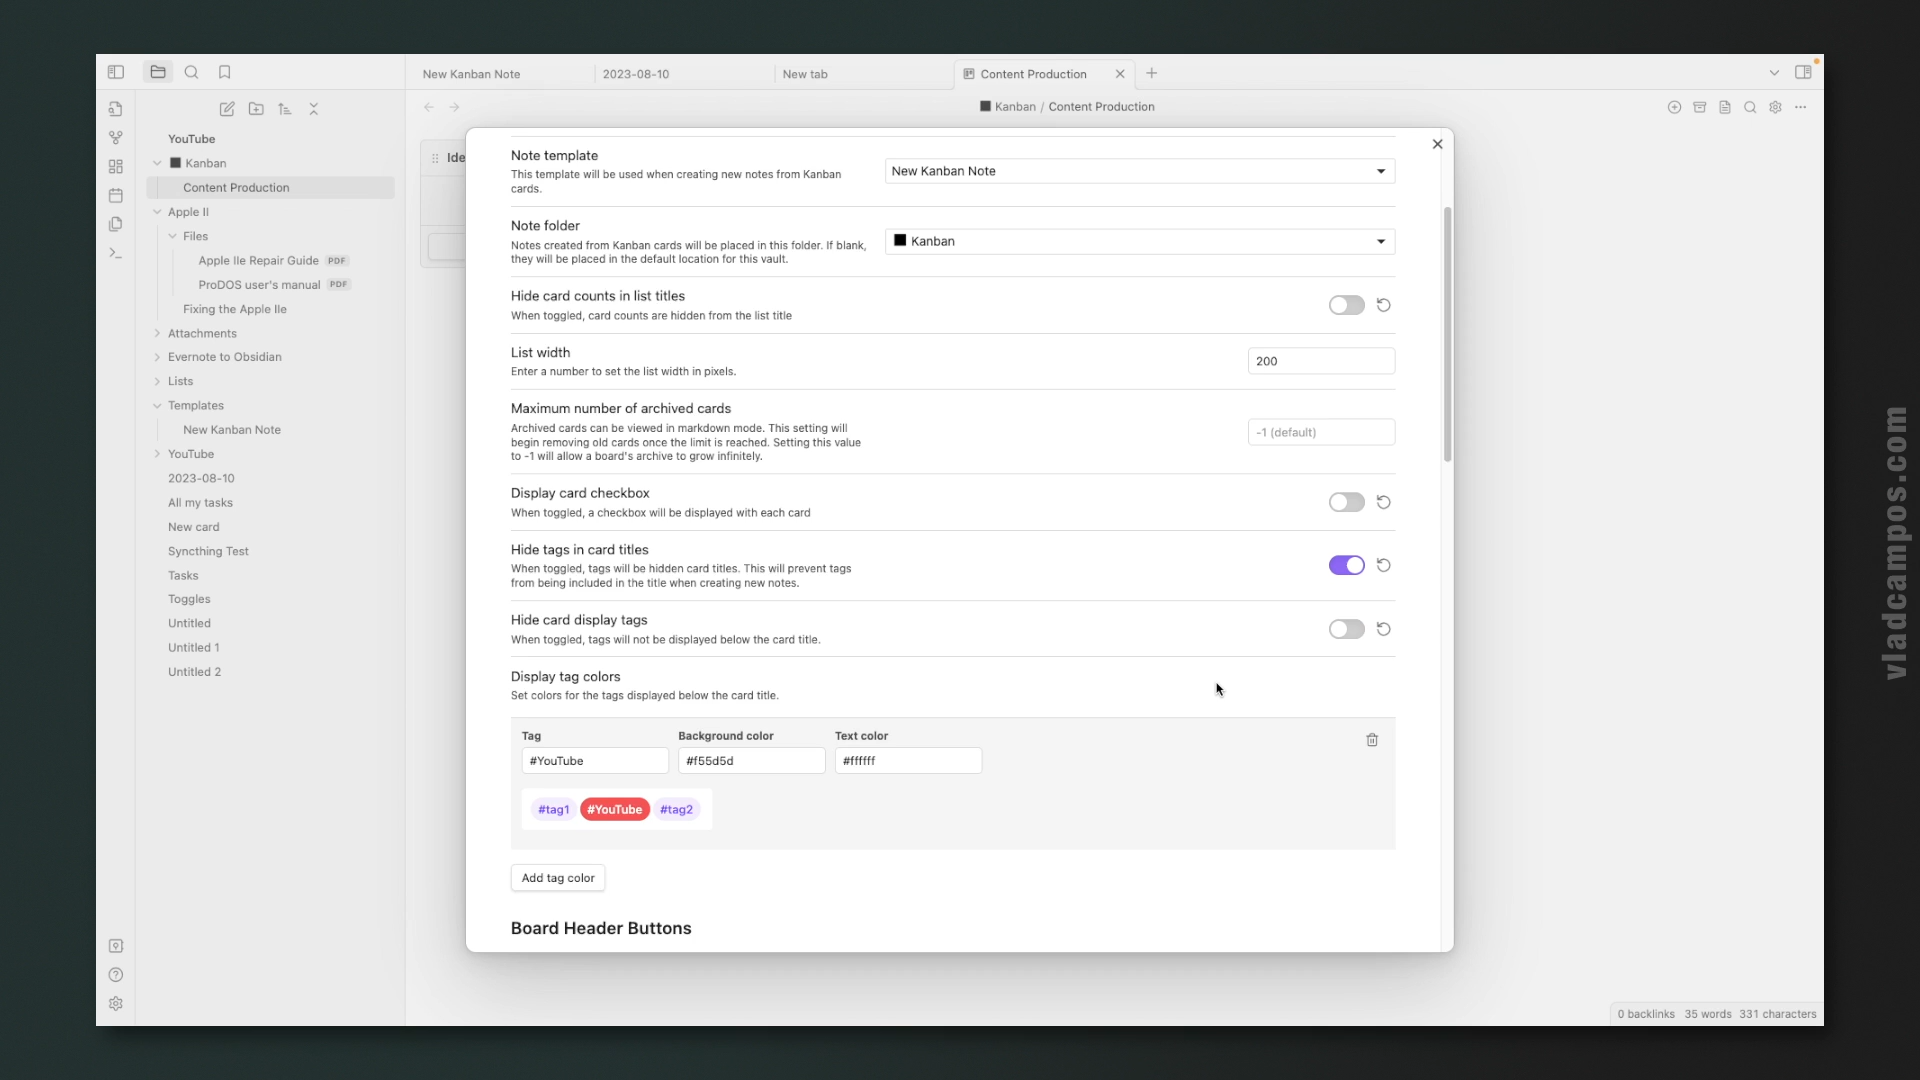 New Kanban Note
2023-08-10
New tab
Content Production
Kanban / Content Production
YouTube
Kanban
Content Production
Apple II
Files
Apple IIe Repair Guide PDF
ProDOS user's manual PDF
Fixing the Apple IIe
Attachments
Evernote to Obsidian
Lists
Templates
New Kanban Note
YouTube
2023-08-10
All my tasks
New card
Syncthing Test
Tasks
Toggles
Untitled
Untitled 1
Untitled 2
Ide
Note template
This template will be used when creating new notes from Kanban
cards.
New Kanban Note
Note folder
Notes created from Kanban cards will be placed in this folder. If blank,
they will be placed in the default location for this vault.
Kanban
Hide card counts in list titles
When toggled, card counts are hidden from the list title
List width
Enter a number to set the list width in pixels.
200
Maximum number of archived cards
Archived cards can be viewed in markdown mode. This setting will
begin removing old cards once the limit is reached. Setting this value
to -1 will allow a board's archive to grow infinitely.
-1 (default)
Display card checkbox
When toggled, a checkbox will be displayed with each card
Hide tags in card titles
When toggled, tags will be hidden card titles. This will prevent tags
from being included in the title when creating new notes.
Hide card display tags
When toggled, tags will not be displayed below the card title.
Display tag colors
Set colors for the tags displayed below the card title.
Tag Background color Text color
#YouTube #f55d5d #ffffff
#tag1 #YouTube #tag2
Add tag color
Board Header Buttons
0 backlinks 35 words 331 characters
vladcampos.com